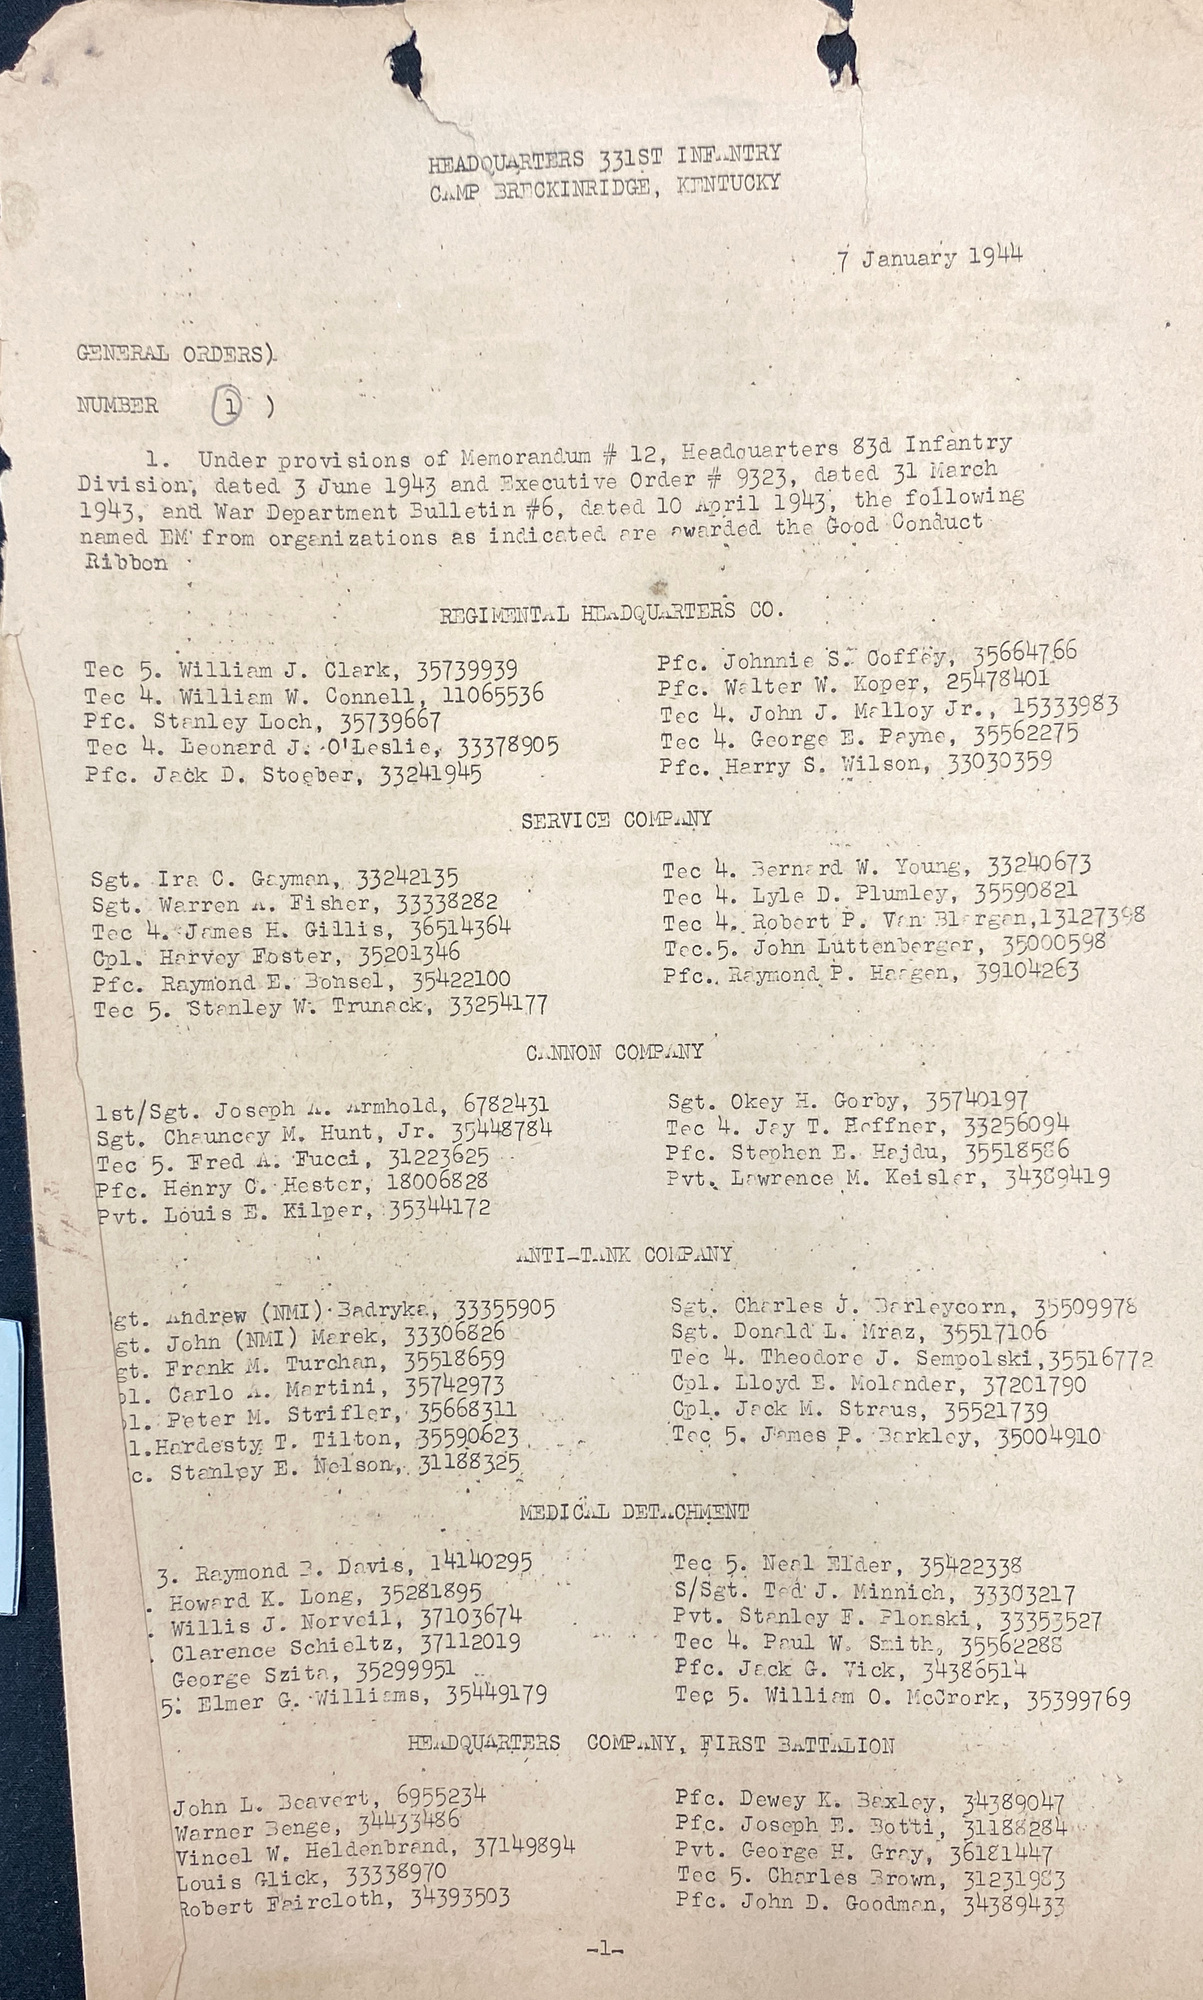 HEADQUARTERS 331ST INFANTRY
CAMP BRECKINRIDGE, KENTUCKY
7 January 1944
GENERAL ORDERS)
NUMBER 1 )
1. Under provisions of Memorandum # 12, Headquarters 83d Infantry
Division, dated 3 June 1943 and Executive Order # 9323, dated 31 March
1943, and War Department Bulletin #6, dated 10 April 1943, the following
named EM from organizations as indicated are awarded the Good Conduct
Ribbon
REGIMENTAL HEADQUARTERS CO.
Tec 5. William J. Clark, 35739939
Tec 4. William W. Connell, 11065536
Pfc. Stanley Loch, 35739667
Tec 4. Leonard J. O'Leslie, 33378905
Pfc. Jack D. Stoeber, 33241945
Pfc. Johnnie S. Coffey, 35664766
Pfc. Walter W. Koper, 25478401
Tec 4. John J. Malloy Jr., 15333983
Tec 4. George E. Payne, 35562275
Pfc. Harry S. Wilson, 33030359
SERVICE COMPANY
Sgt. Ira C. Gayman, 33242135
Sgt. Warren A. Fisher, 33338282
Tec 4. James H. Gillis, 36514364
Cpl. Harvey Foster, 35201346
Pfc. Raymond E. Bonsel, 35422100
Tec 5. Stanley W. Trunack, 33254177
Tec 4. Bernard W. Young, 33240673
Tec 4. Lyle D. Plumley, 35590821
Tec 4. Robert P. Van Blargan,13127398
Tec.5. John Luttenberger, 35000598
Pfc. Raymond P. Haagen, 39104263
CANNON COMPANY
1st/Sgt. Joseph A. Armhold, 6782431
Sgt. Chauncey M. Hunt, Jr. 35448784
Tec 5. Fred A. Fucci, 31223625
Pfc. Henry C. Hester, 18006828
Pvt. Louis E. Kilper, 35344172
Sgt. Okey H. Gorby, 35740197
Tec 4. Jay T. Heffner, 33256094
Pfc. Stephen E. Hajdu, 35518586
Pvt. Lawrence M. Keisler, 34389419
ANTI-TANK COMPANY
gt. Andrew (NMI) Badryka, 33355905
gt. John (NMI) Marek, 33306826
gt. Frank M. Turchan, 35518659
pl. Carlo A. Martini, 35742973
pl. Peter M. Strifler, 35668311
l.Hardesty T. Tilton, 35590623
c. Stanley E. Nelson, 31188325
Sgt. Charles J. Barleycorn, 35509978
Sgt. Donald L. Mraz, 35517106
Tec 4. Theodore J. Sempolski,35516772
Cpl. Lloyd E. Molander, 37201790
Cpl. Jack M. Straus, 35521739
Tec 5. James P. Barkley, 35004910
MEDICAL DETACHMENT
3. Raymond B. Davis, 14140295
. Howard K. Long, 35281895
. Willis J. Norveil, 37103674
. Clarence Schieltz, 37112019
George Szita, 35299951
5. Elmer G. Williams, 35449179
Tec 5. Neal Elder, 35422338
S/Sgt. Ted J. Minnich, 33303217
Pvt. Stanley F. Plonski, 33353527
Tec 4. Paul W. Smith, 35562288
Pfc. Jack G. Vick, 34386514
Tec 5. William O. McCrork, 35399769
HEADQUARTERS COMPANY, FIRST BATTALION
John L. Beavert, 6955234
Warner Benge, 34433486
Vincel W. Heldenbrand, 37149894
Louis Glick, 33338970
Robert Faircloth, 34393503
Pfc. Dewey K. Baxley, 34389047
Pfc. Joseph E. Botti, 31188284
Pvt. George H. Gray, 36181447
Tec 5. Charles Brown, 31231983
Pfc. John D. Goodman, 34389433
-1-